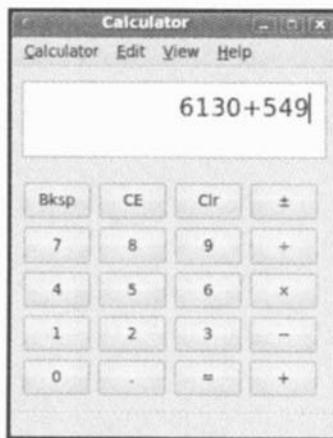 Calculator
Calculator Edit View Help
6130+549
Bksp CE Clr ±
7 8 9 ÷
4 5 6 ×
1 2 3 −
0 . = +